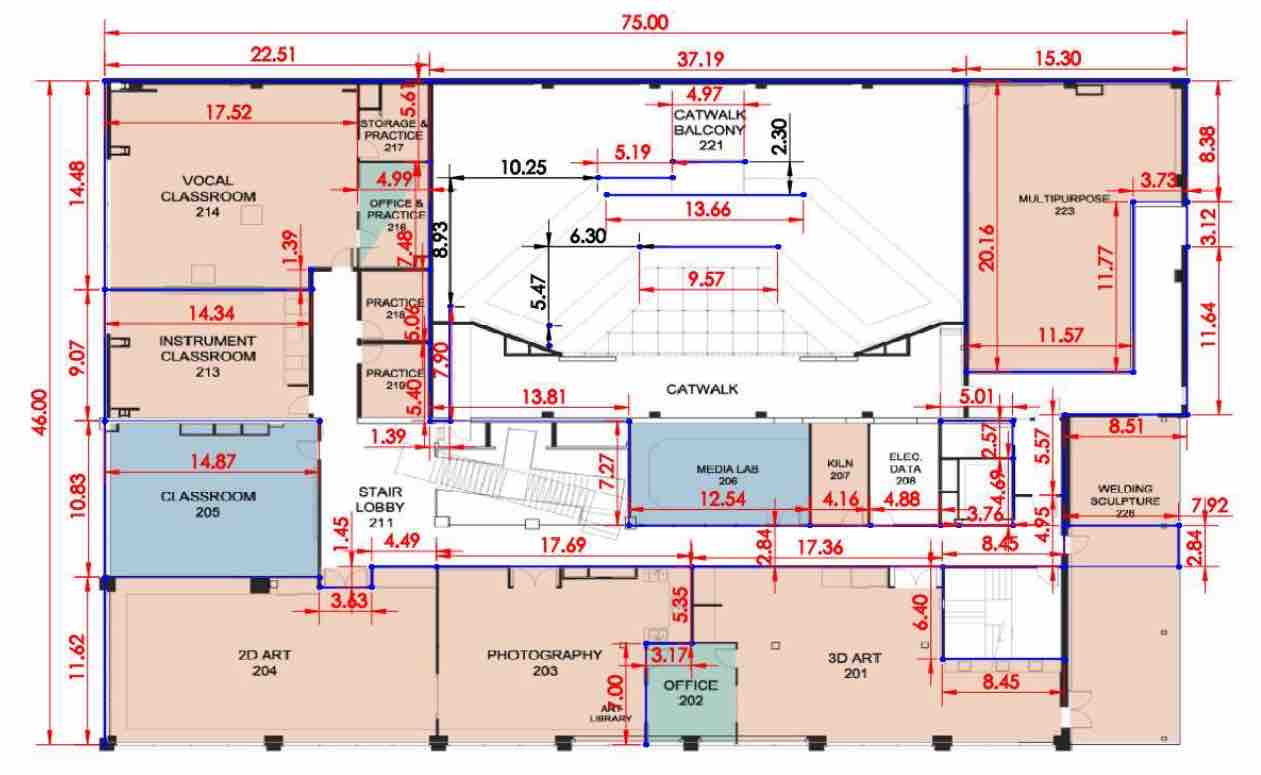 75.00
22.51
37.19
15.30
17.52
5.61
4.97
CATWALK
BALCONY
221
2.30
8.38
STORAGE &
PRACTICE
217
5.19
10.25
14.48
VOCAL
CLASSROOM
214
4.99
OFFICE &
PRACTICE
216
3.73
MULTIPURPOSE
223
13.66
3.12
1.39
7.48
8.93
6.30
20.16
11.77
5.47
9.57
PRACTICE
218
5.06
14.34
INSTRUMENT
CLASSROOM
213
9.07
11.64
11.57
7.90
PRACTICE
219
5.40
CATWALK
46.00
13.81
5.01
1.39
2.57
5.57
8.51
14.87
CLASSROOM
205
10.83
7.27
MEDIA LAB
206
KILN
207
ELEC.
DATA
208
4.69
STAIR
LOBBY
211
12.54
4.16
4.88
3.76
4.95
WELDING
SCULPTURE
226
7.92
1.45
4.49
17.69
2.84
17.36
8.45
2.84
3.63
5.35
6.40
11.62
2D ART
204
PHOTOGRAPHY
203
3.17
3D ART
201
OFFICE
202
7.00
8.45
ART
LIBRARY